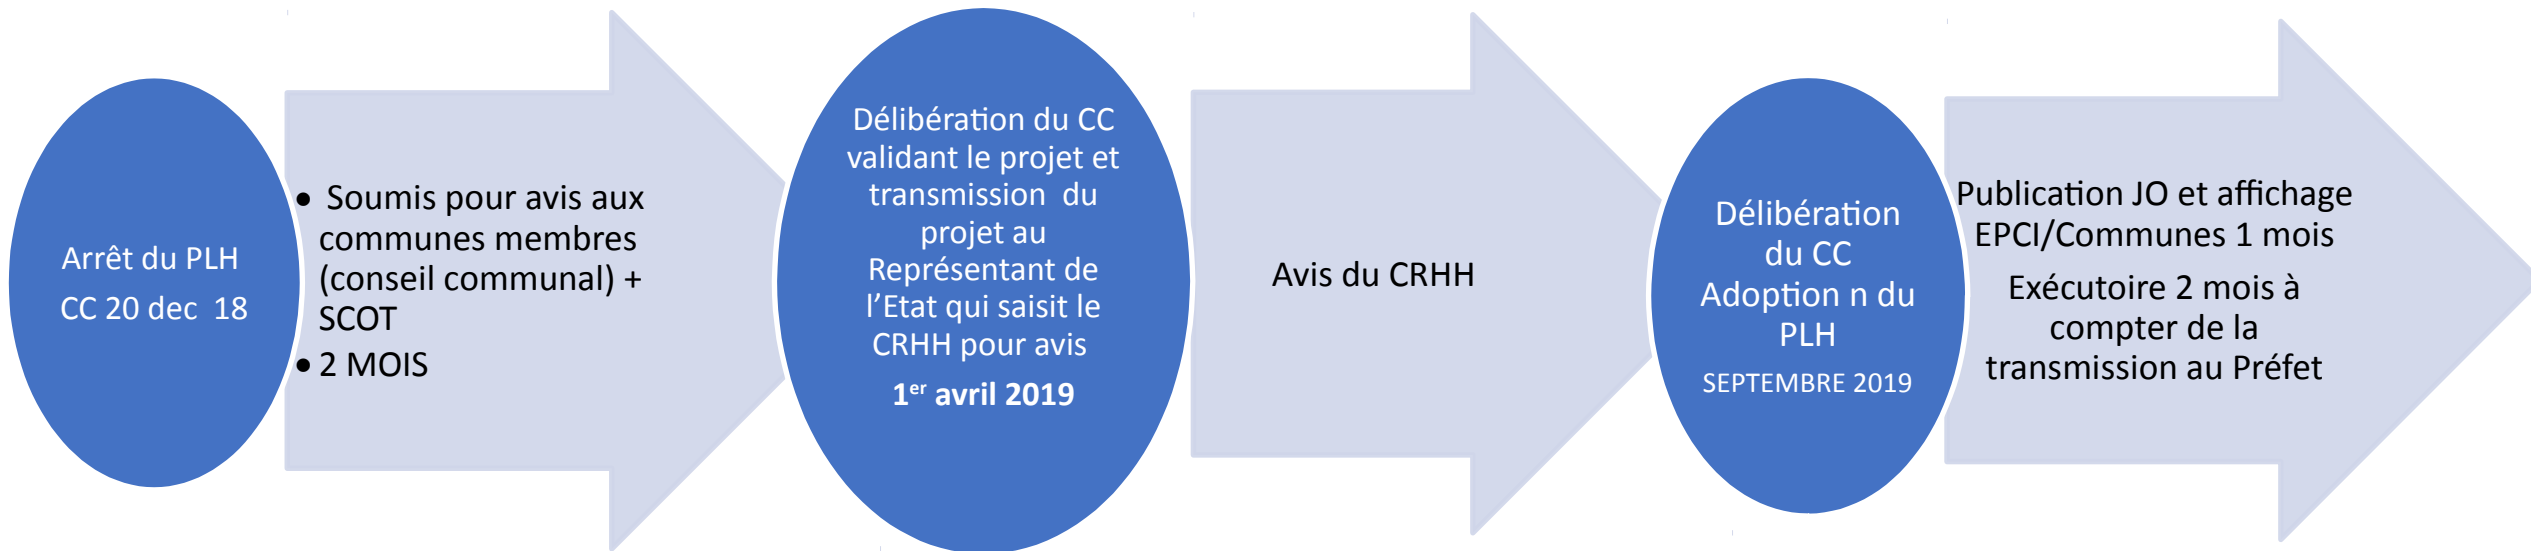 Arrêt du PLH
CC 20 dec 18
• Soumis pour avis aux
communes membres
(conseil communal) +
SCOT
• 2 MOIS
Délibération du CC
validant le projet et
transmission du
projet au
Représentant de
l’Etat qui saisit le
CRHH pour avis
1er avril 2019
Avis du CRHH
Délibération
du CC
Adoption n du
PLH
SEPTEMBRE 2019
Publication JO et affichage
EPCI/Communes 1 mois
Exécutoire 2 mois à
compter de la
transmission au Préfet